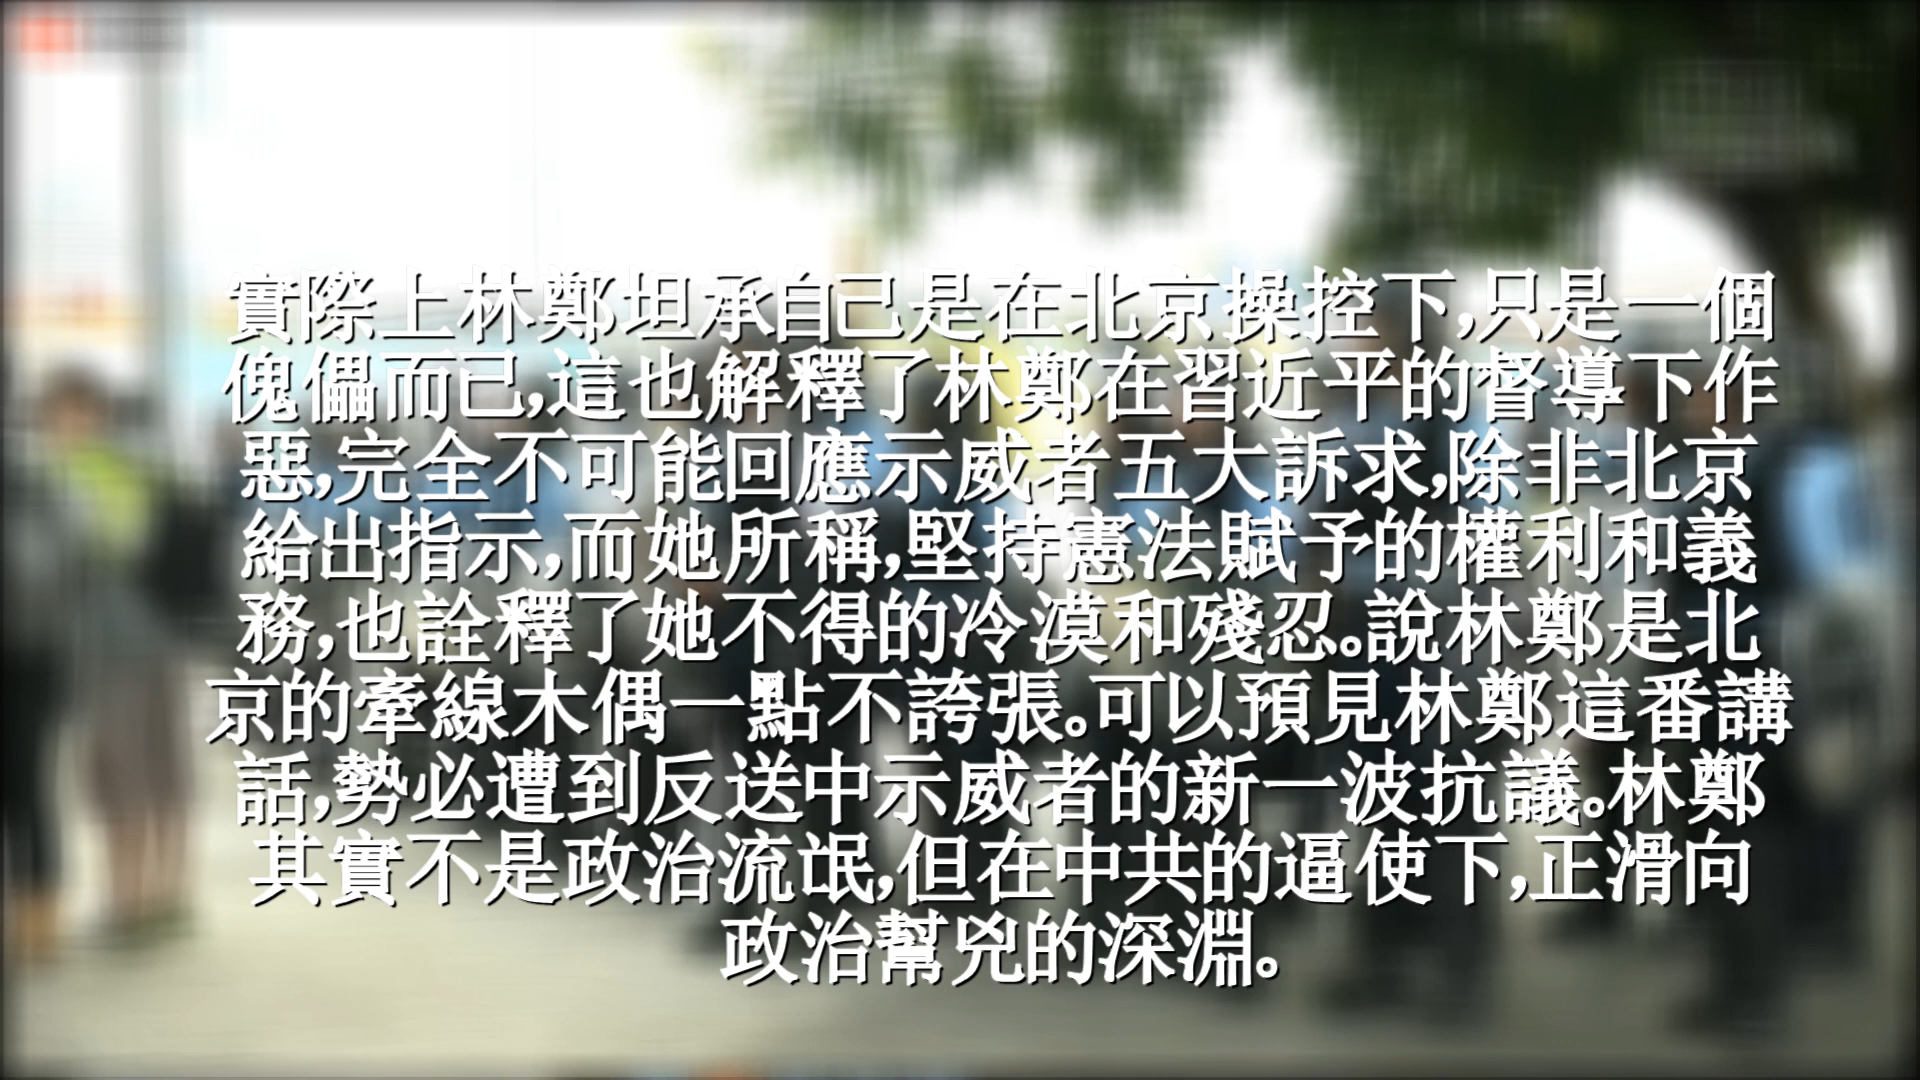 實際上林鄭坦承自己是在北京操控下,只是一個
傀儡而已,這也解釋了林鄭在習近平的督導下作
惡,完全不可能回應示威者五大訴求,除非北京
給出指示,而她所稱,堅持憲法賦予的權利和義
務,也詮釋了她不得的冷漠和殘忍。說林鄭是北
京的牽線木偶一點不誇張。可以預見林鄭這番講
話,勢必遭到反送中示威者的新一波抗議。林鄭
其實不是政治流氓,但在中共的逼使下,正滑向
政治幫兇的深淵。